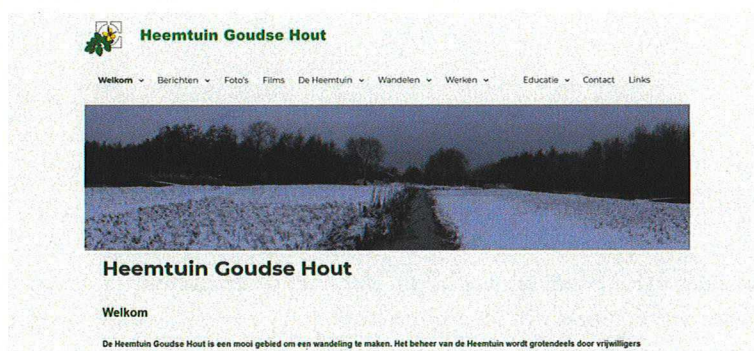 Heemtuin Goudse Hout
Welkom Berichten Foto's Films De Heemtuin Wandelen Werken Educatie Contact Links
Heemtuin Goudse Hout
Welkom
De Heemtuin Goudse Hout is een mooi gebied om een wandeling te maken. Het beheer van de Heemtuin wordt grotendeels door vrijwilligers